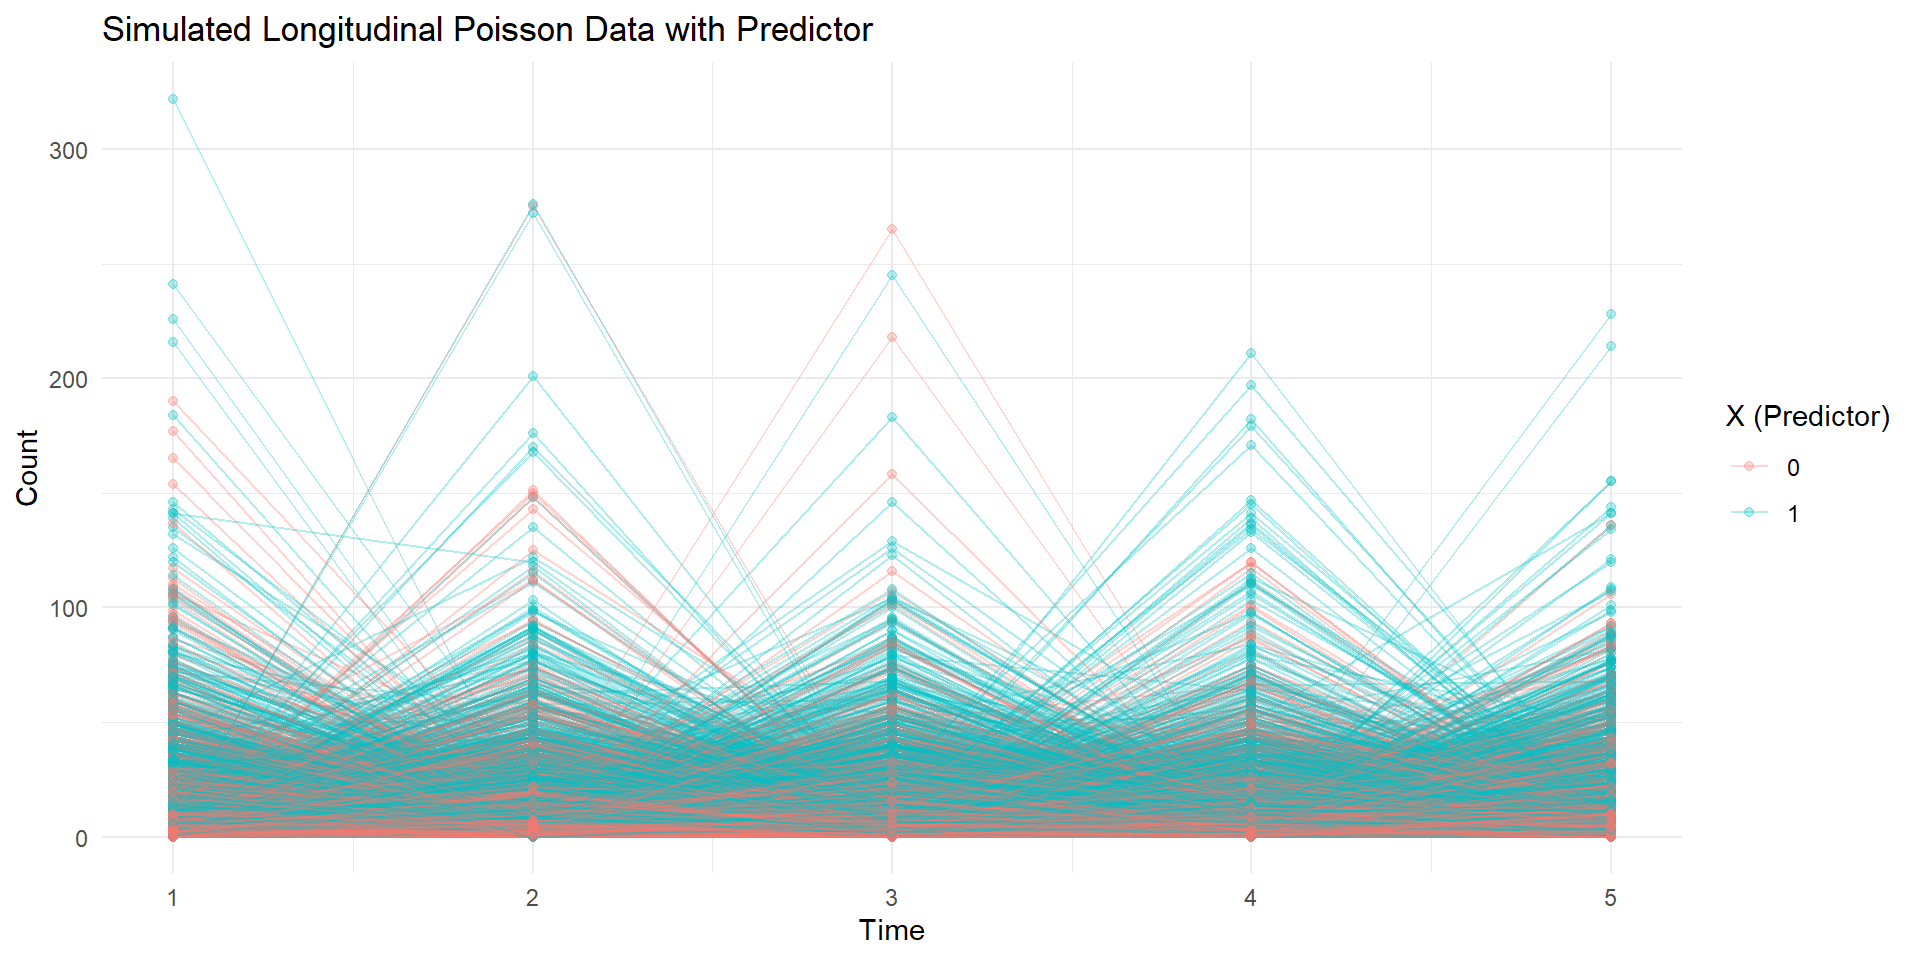 Simulated Longitudinal Poisson Data with Predictor
Count
300
200
100
0
1 2 3 4 5
Time
X (Predictor)
0
1